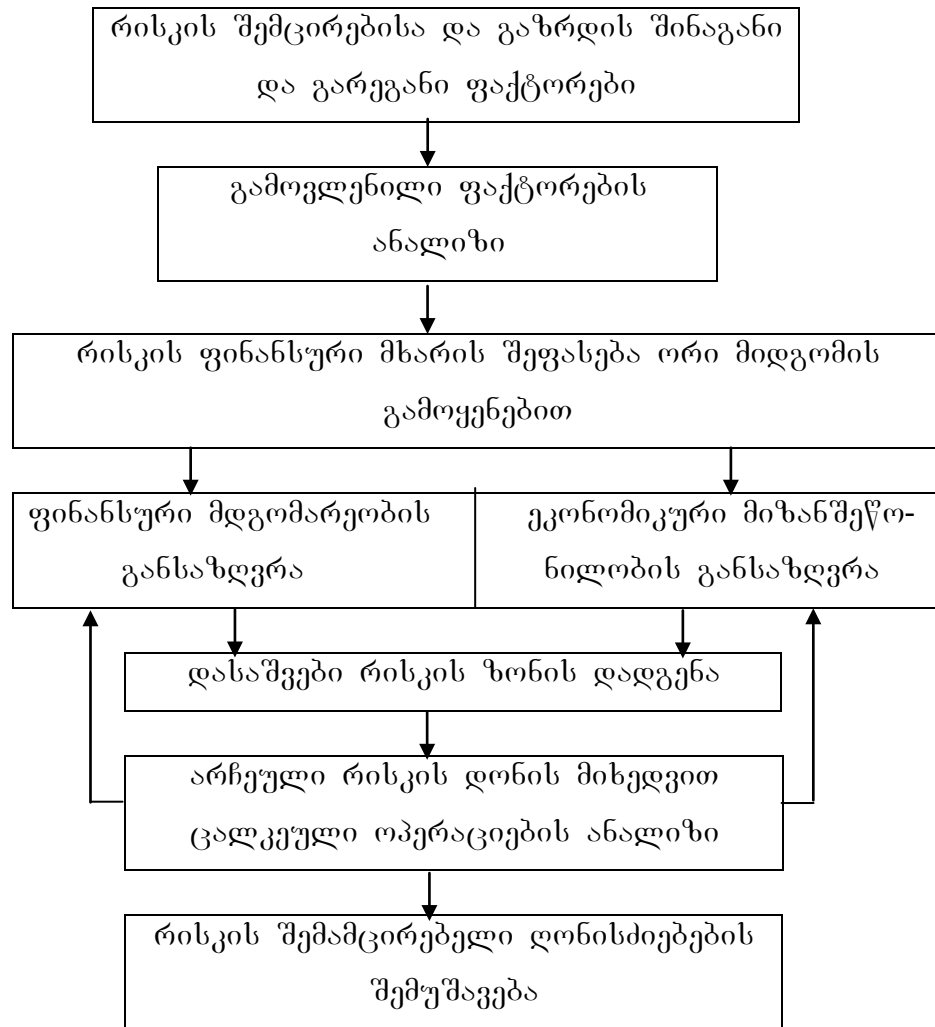 რისკის შემცირებისა და გაზრდის შინაგანი
და გარეგანი ფაქტორები
გამოვლენილი ფაქტორების
ანალიზი
რისკის ფინანსური მხარის შეფასება ორი მიდგომის
გამოყენებით
ფინანსური მდგომარეობის
განსაზღვრა
ეკონომიკური მიზანშეწო-
ნილობის განსაზღვრა
დასაშვები რისკის ზონის დადგენა
არჩეული რისკის დონის მიხედვით
ცალკეული ოპერაციების ანალიზი
რისკის შემამცირებელი ღონისძიებების
შემუშავება